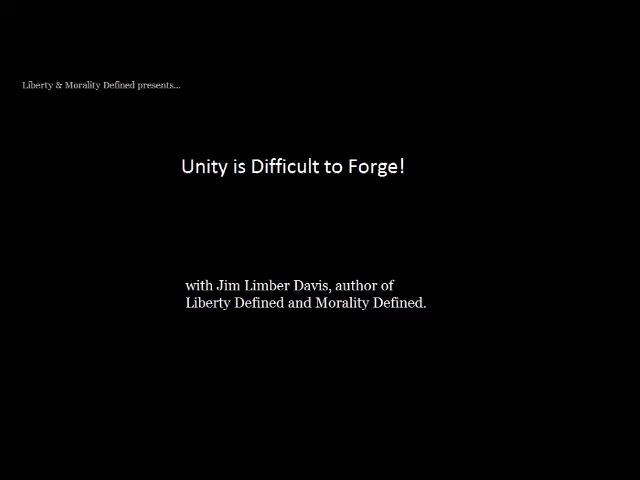 Liberty & Morality Defined presents...
Unity is Difficult to Forge!
with Jim Limber Davis, author of
Liberty Defined and Morality Defined.